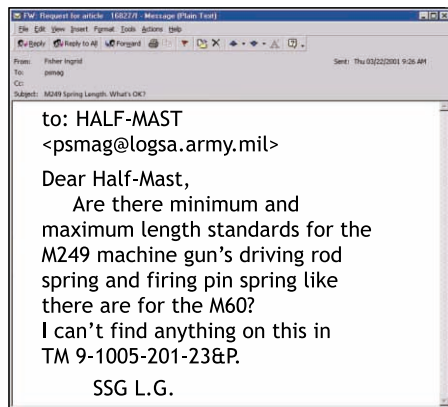 FW: Request for article 16827/f - Message (Plain Text)
File Edit View Insert Format Tools Actions Help
Reply Reply to All Forward
From: Fisher Ingrid Sent: Thu 03/22/2001 9:26 AM
To: psmag
Cc:
Subject: M249 Spring Length. What's OK?
to: HALF-MAST
<psmag@logsa.army.mil>
Dear Half-Mast,
Are there minimum and
maximum length standards for the
M249 machine gun's driving rod
spring and firing pin spring like
there are for the M60?
I can't find anything on this in
TM 9-1005-201-23&P.
SSG L.G.